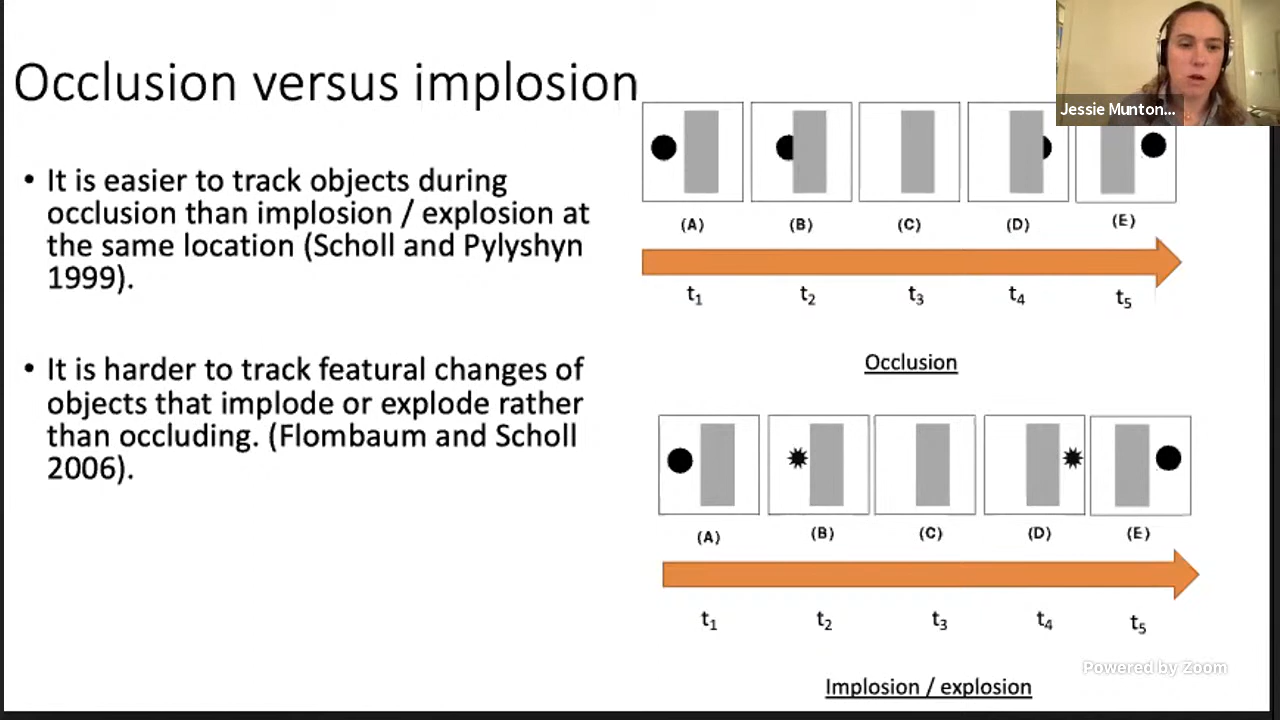 Occlusion versus implosion
Jessie Munton...
• It is easier to track objects during
occlusion than implosion / explosion at
the same location (Scholl and Pylyshyn
1999).
• It is harder to track featural changes of
objects that implode or explode rather
than occluding. (Flombaum and Scholl
2006).
(A) (B) (C) (D) (E)
t₁ t₂ t₃ t₄ t₅
Occlusion
(A) (B) (C) (D) (E)
t₁ t₂ t₃ t₄ t₅
Implosion / explosion
Powered by Zoom